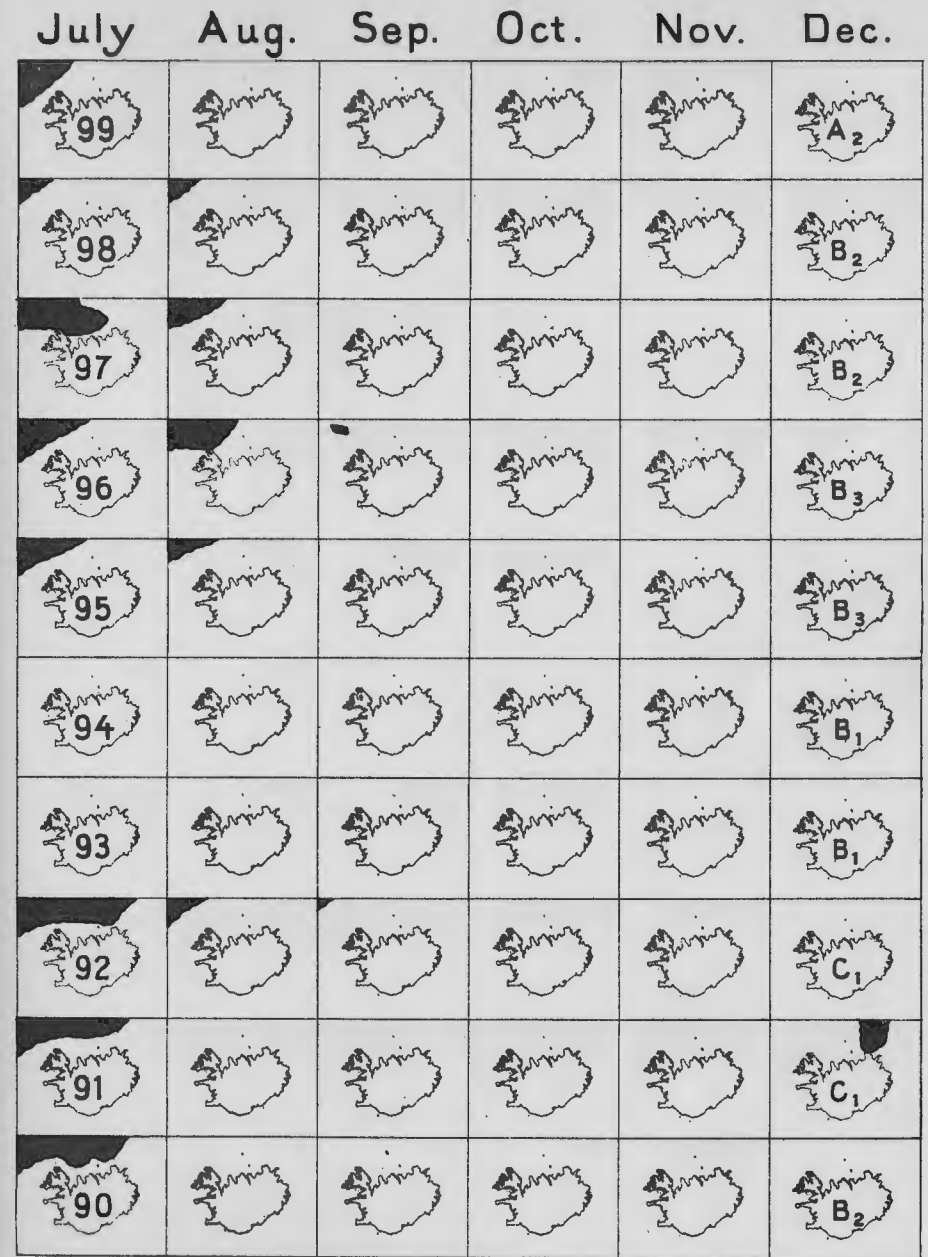 July Aug. Sep. Oct. Nov. Dec.
99 A₂
98 B₂
97 B₂
96 B₃
95 B₃
94 B₁
93 B₁
92 C₁
91 C₁
90 B₂